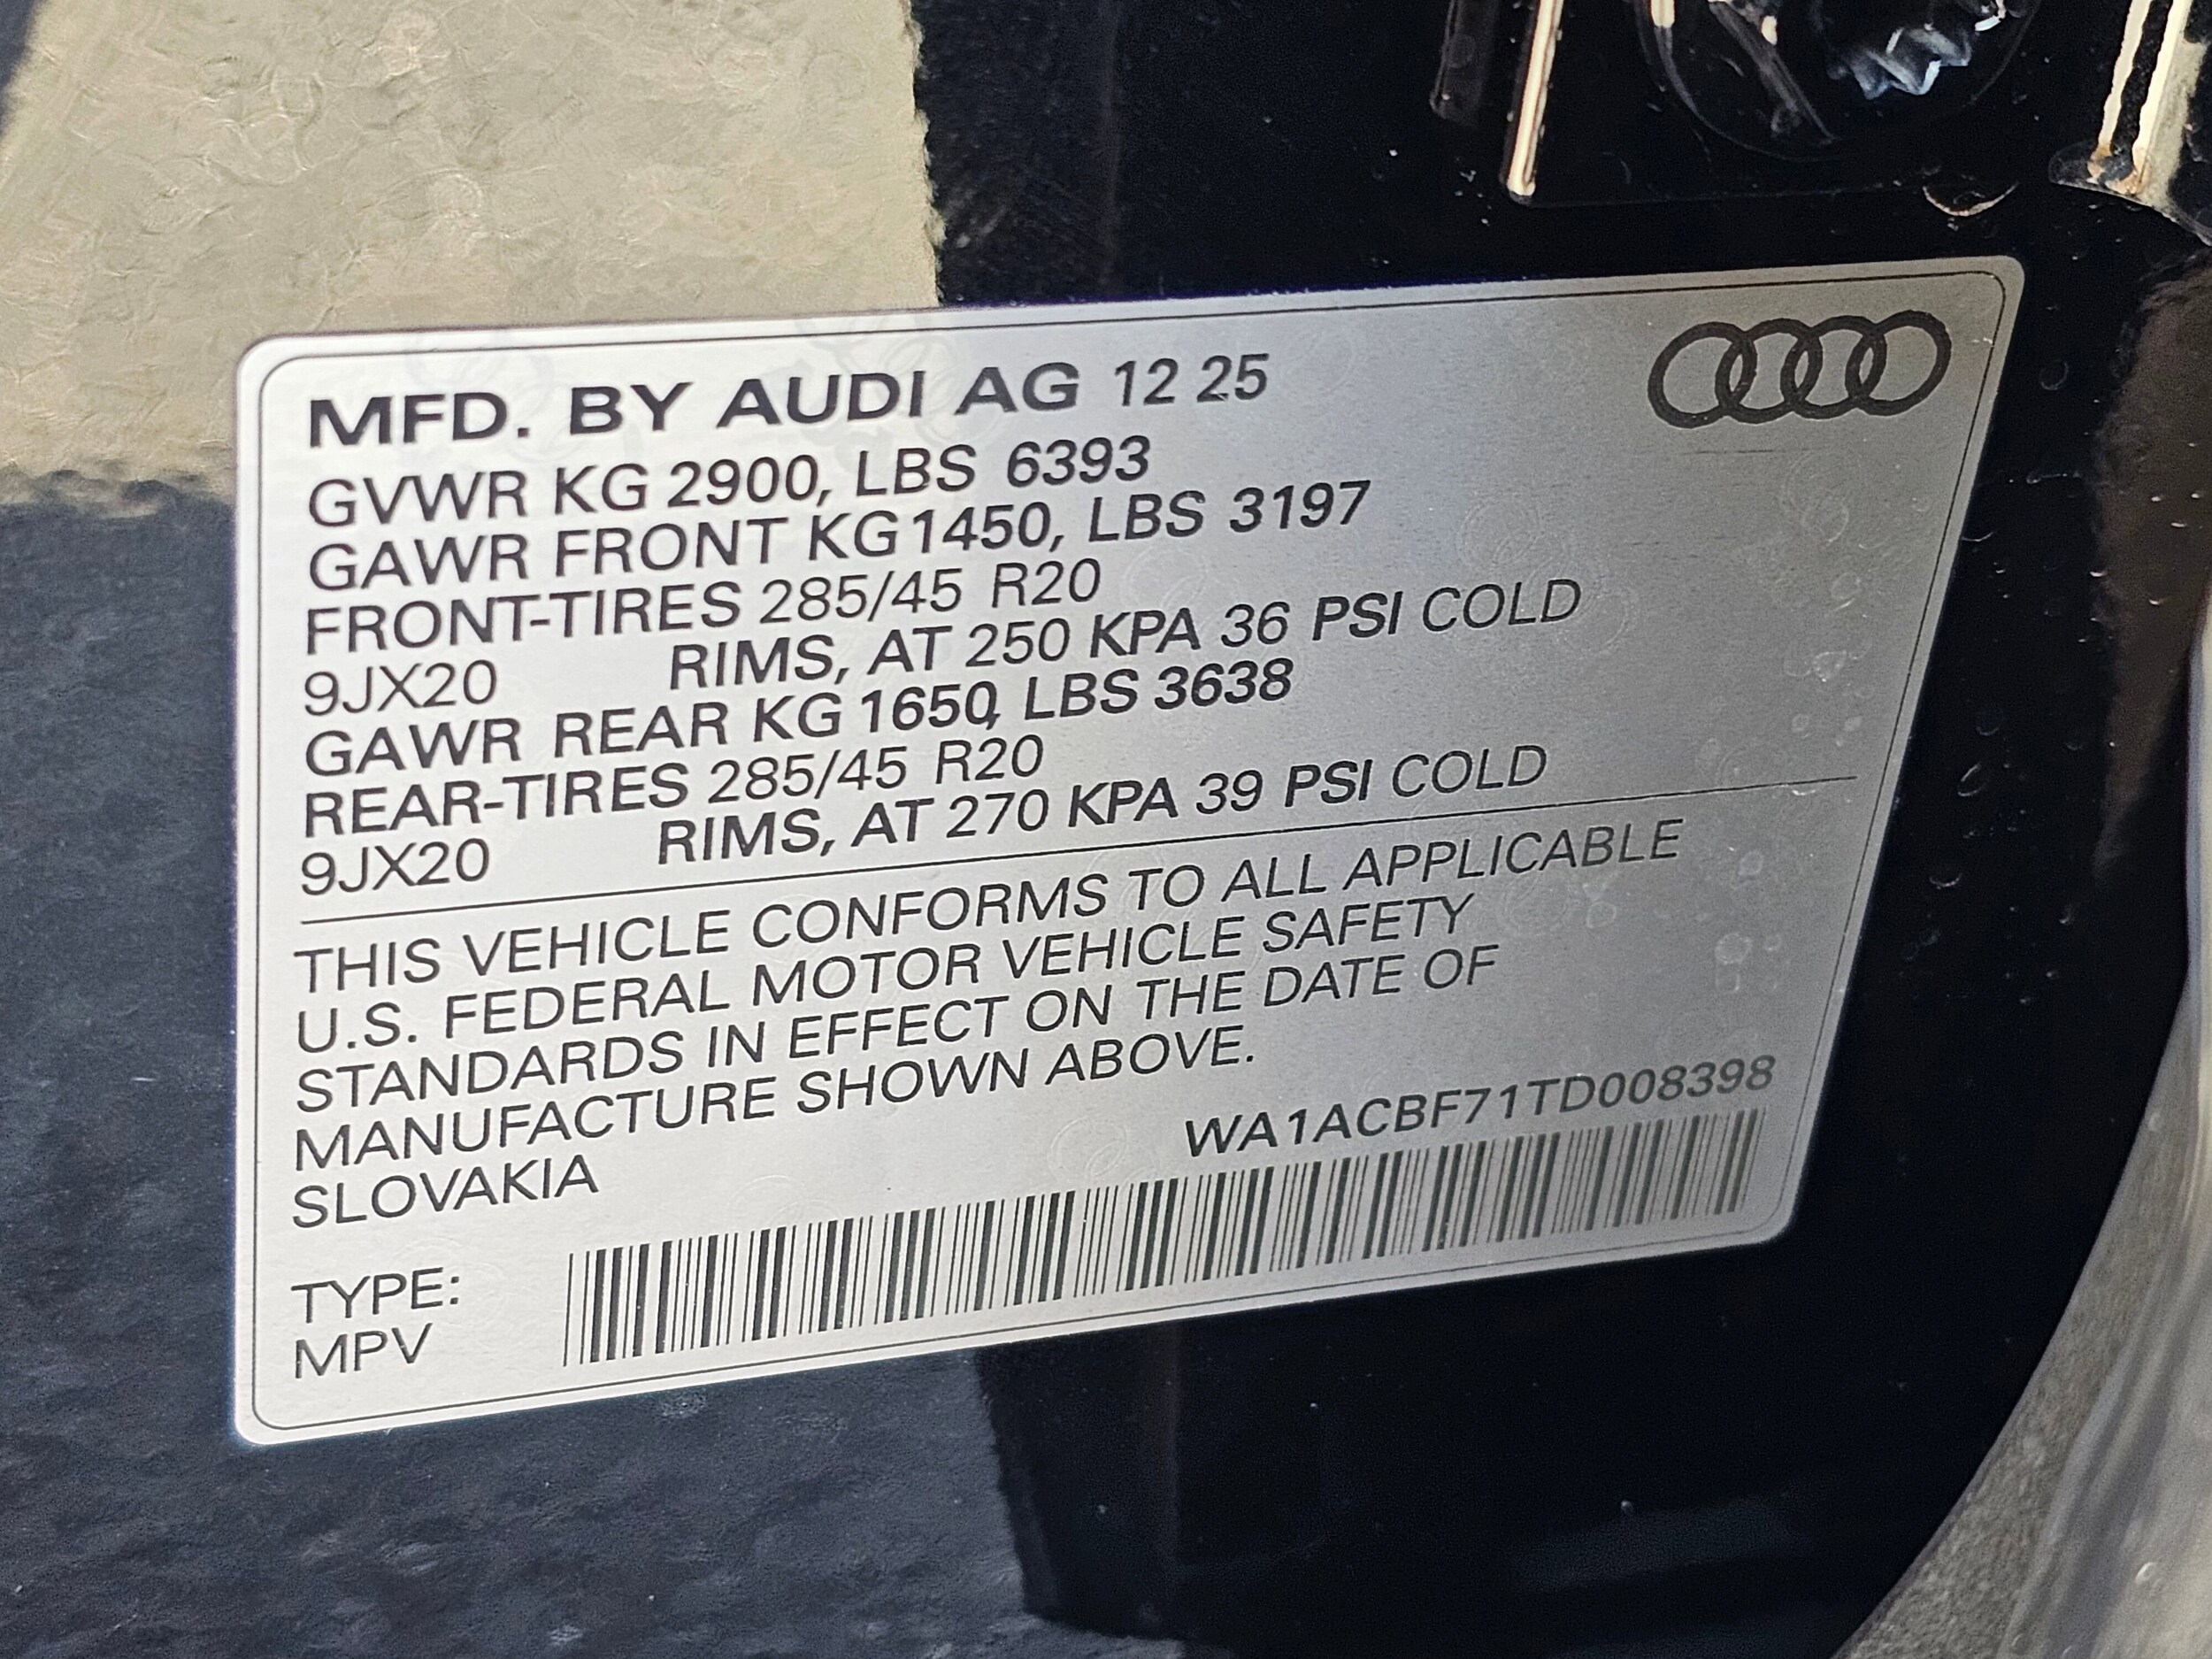 MFD. BY AUDI AG 12 25
GVWR KG 2900, LBS 6393
GAWR FRONT KG 1450, LBS 3197
FRONT-TIRES 285/45 R20
9JX20 RIMS, AT 250 KPA 36 PSI COLD
GAWR REAR KG 1650, LBS 3638
REAR-TIRES 285/45 R20
9JX20 RIMS, AT 270 KPA 39 PSI COLD
THIS VEHICLE CONFORMS TO ALL APPLICABLE
U.S. FEDERAL MOTOR VEHICLE SAFETY
STANDARDS IN EFFECT ON THE DATE OF
MANUFACTURE SHOWN ABOVE.
WA1ACBF71TD008398
SLOVAKIA
TYPE:
MPV